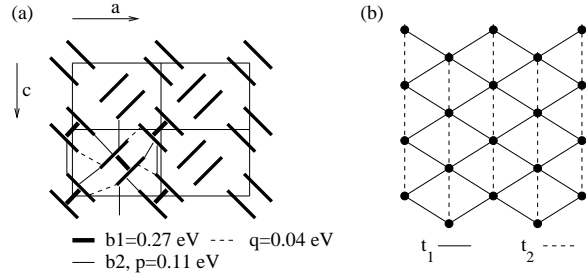 (a)
a
c
b1=0.27 eV
q=0.04 eV
b2, p=0.11 eV
(b)
t1
t2